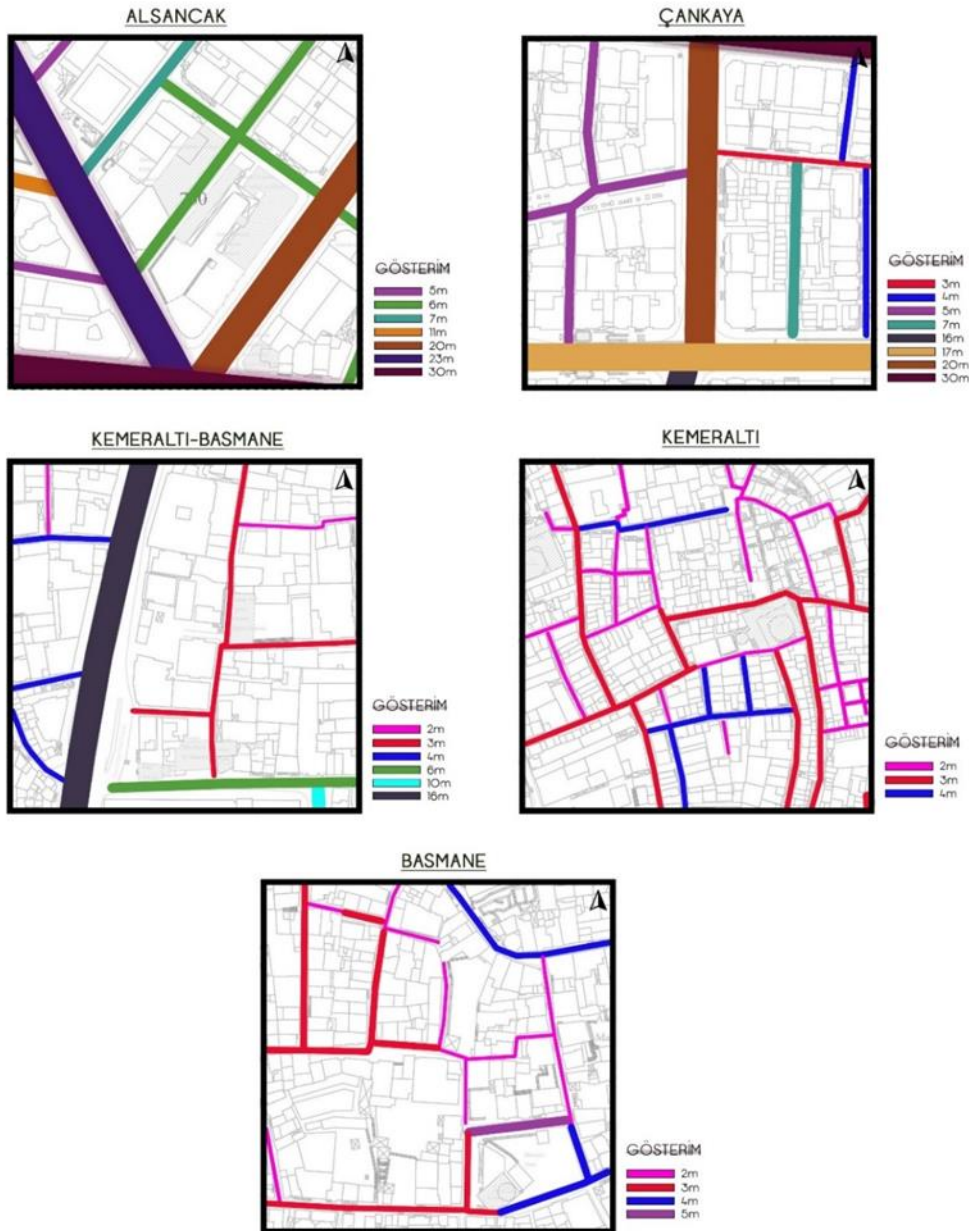 ALSANCAK
GÖSTERİM
5m
6m
7m
11m
20m
23m
30m
ÇANKAYA
GÖSTERİM
3m
4m
5m
7m
16m
17m
20m
30m
KEMERALTI-BASMANE
GÖSTERİM
2m
3m
4m
6m
10m
16m
KEMERALTI
GÖSTERİM
2m
3m
4m
BASMANE
GÖSTERİM
2m
3m
4m
5m